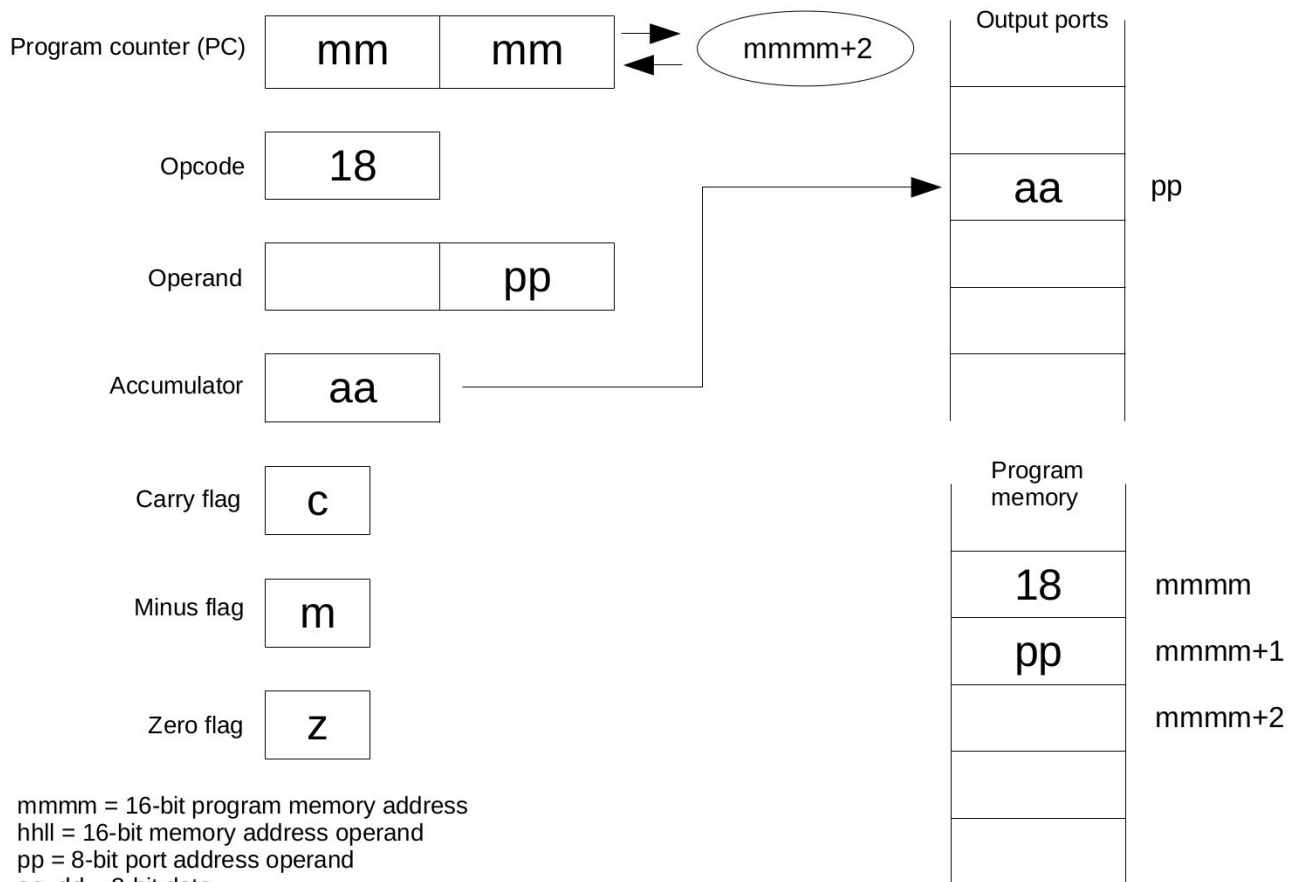 Program counter (PC)
mm mm
mmmm+2
Output ports
Opcode
18
aa
pp
Operand
pp
Accumulator
aa
Carry flag
c
Program
memory
Minus flag
m
18
mmmm
pp
mmmm+1
Zero flag
z
mmmm+2
mmmm = 16-bit program memory address
hhll = 16-bit memory address operand
pp = 8-bit port address operand